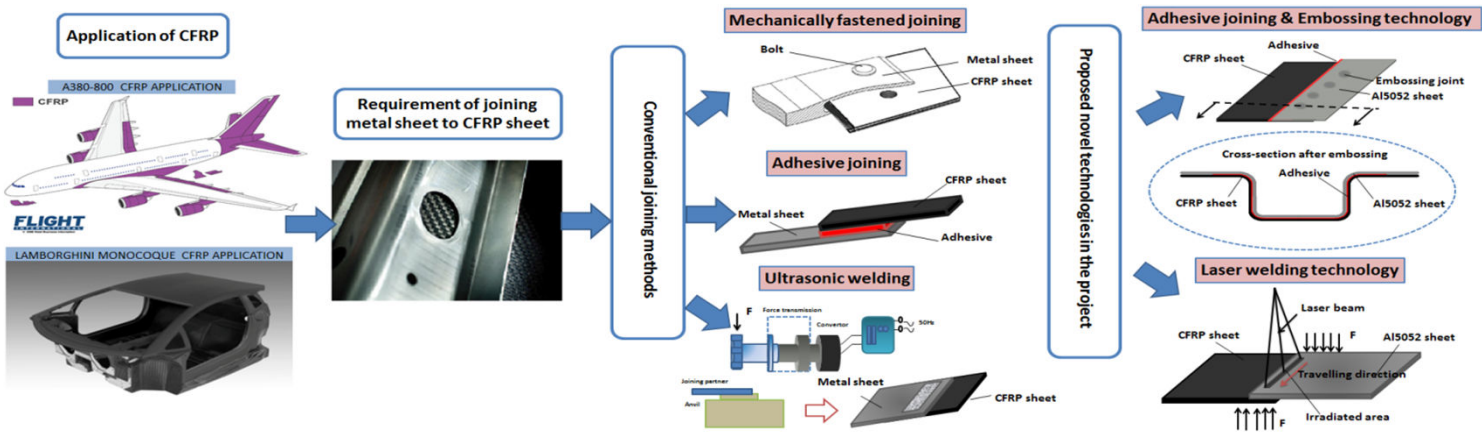 Application of CFRP
A380-800 CFRP APPLICATION
CFRP
FLIGHT
INTERNATIONAL
LAMBORGHINI MONOCOQUE CFRP APPLICATION
Requirement of joining
metal sheet to CFRP sheet
Conventional joining methods
Mechanically fastened joining
Bolt
Metal sheet
CFRP sheet
Adhesive joining
CFRP sheet
Metal sheet
Adhesive
Ultrasonic welding
F
Force transmission
Convertor
50Hz
Joining partner
Anvil
Metal sheet
CFRP sheet
Proposed novel technologies in the project
Adhesive joining & Embossing technology
Adhesive
CFRP sheet
Embossing joint
Al5052 sheet
Cross-section after embossing
Adhesive
CFRP sheet
Al5052 sheet
Laser welding technology
Laser beam
CFRP sheet
F
Al5052 sheet
Travelling direction
Irradiated area
F